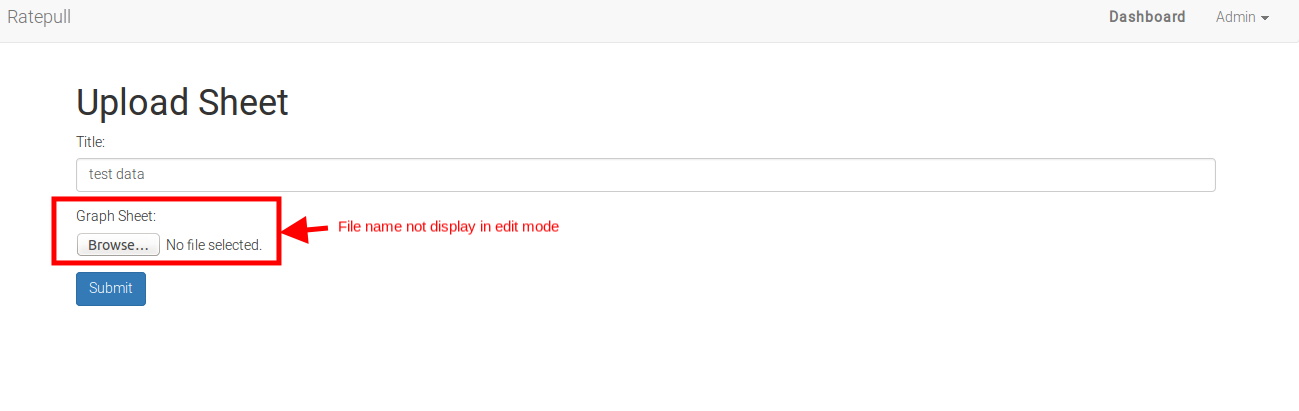 Ratepull
Dashboard
Admin
Upload Sheet
Title:
test data
Graph Sheet:
Browse... No file selected.
File name not display in edit mode
Submit